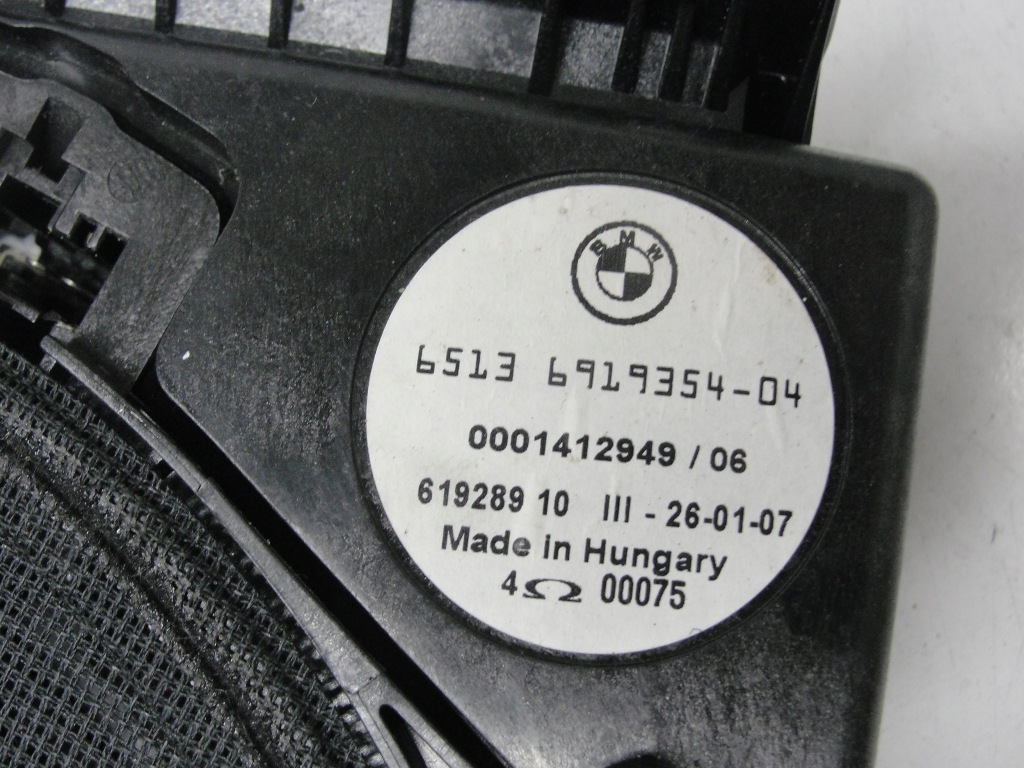 BMW
6513 6919354-04
0001412949 / 06
619289 10 III - 26-01-07
Made in Hungary
4Ω 00075